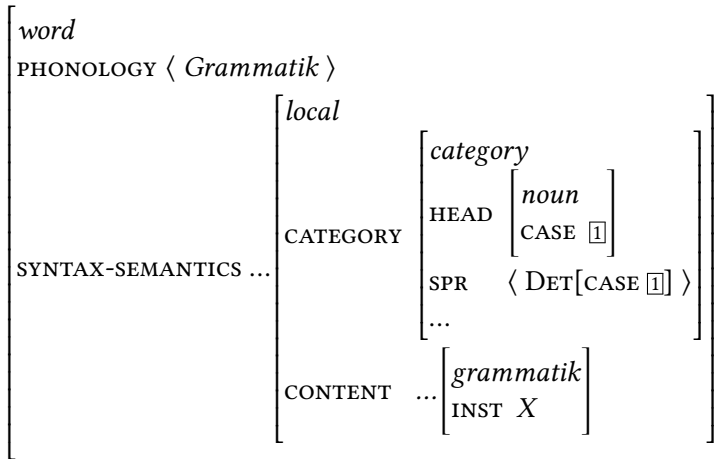 word
PHONOLOGY ⟨ Grammatik ⟩
local
category
noun
HEAD
CASE 1
CATEGORY
SYNTAX-SEMANTICS ...
SPR ⟨ DET[CASE 1] ⟩
...
grammatik
CONTENT ...
INST X